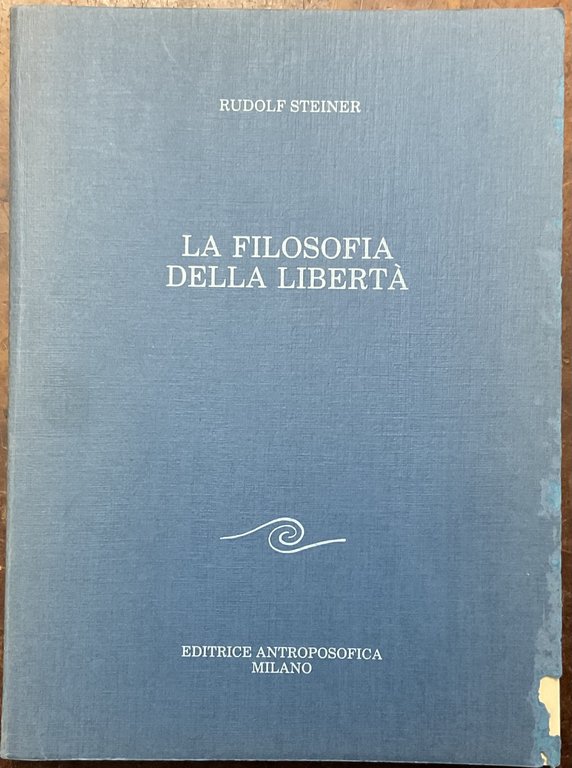 RUDOLF STEINER
LA FILOSOFIA
DELLA LIBERTÀ
EDITRICE ANTROPOSOFICA
MILANO